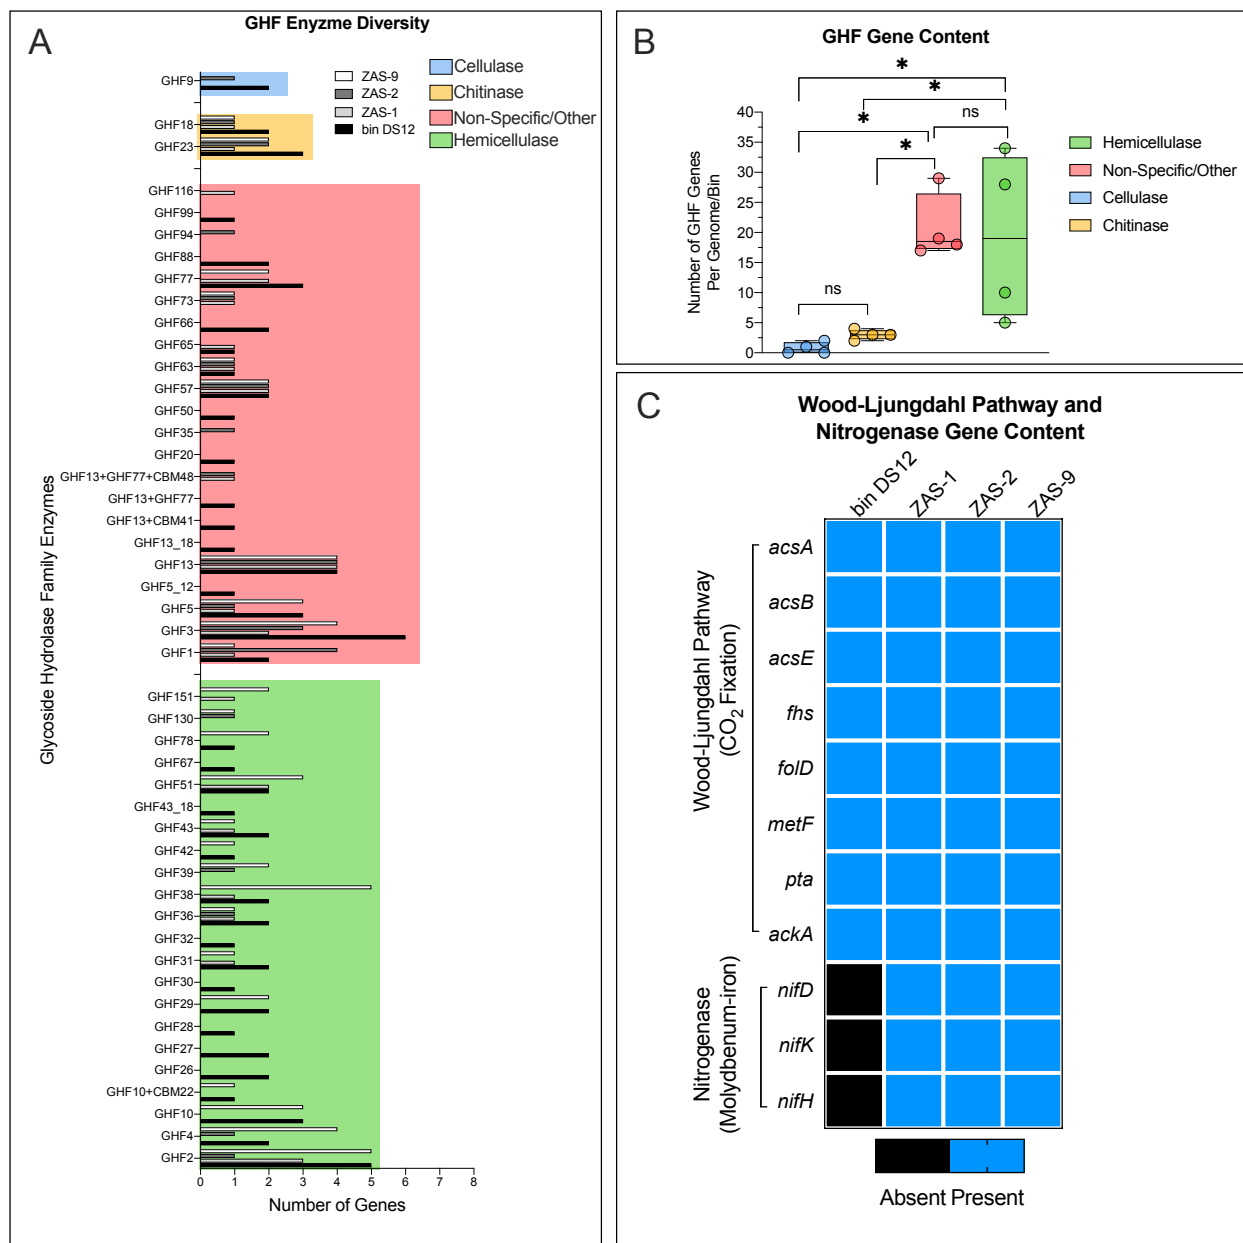 A
GHF Enyzme Diversity
ZAS-9
ZAS-2
ZAS-1
bin DS12
Cellulase
Chitinase
Non-Specific/Other
Hemicellulase
Glycoside Hydrolase Family Enzymes
GHF9
GHF18
GHF23
GHF116
GHF99
GHF94
GHF88
GHF77
GHF73
GHF66
GHF65
GHF63
GHF57
GHF50
GHF35
GHF20
GHF13+GHF77+CBM48
GHF13+GHF77
GHF13+CBM41
GHF13_18
GHF13
GHF5_12
GHF5
GHF3
GHF1
GHF151
GHF130
GHF78
GHF67
GHF51
GHF43_18
GHF43
GHF42
GHF39
GHF38
GHF36
GHF32
GHF31
GHF30
GHF29
GHF28
GHF27
GHF26
GHF10+CBM22
GHF10
GHF4
GHF2
0 1 2 3 4 5 6 7 8
Number of Genes
B
GHF Gene Content
Number of GHF Genes
Per Genome/Bin
40
35
30
25
20
15
10
5
0
*
*
*
ns
*
ns
Hemicellulase
Non-Specific/Other
Cellulase
Chitinase
C
Wood-Ljungdahl Pathway and
Nitrogenase Gene Content
bin DS12 ZAS-1 ZAS-2 ZAS-9
Wood-Ljungdahl Pathway
(CO2 Fixation)
acsA
acsB
acsE
fhs
folD
metF
pta
ackA
Nitrogenase
(Molydbenum-iron)
nifD
nifK
nifH
Absent Present